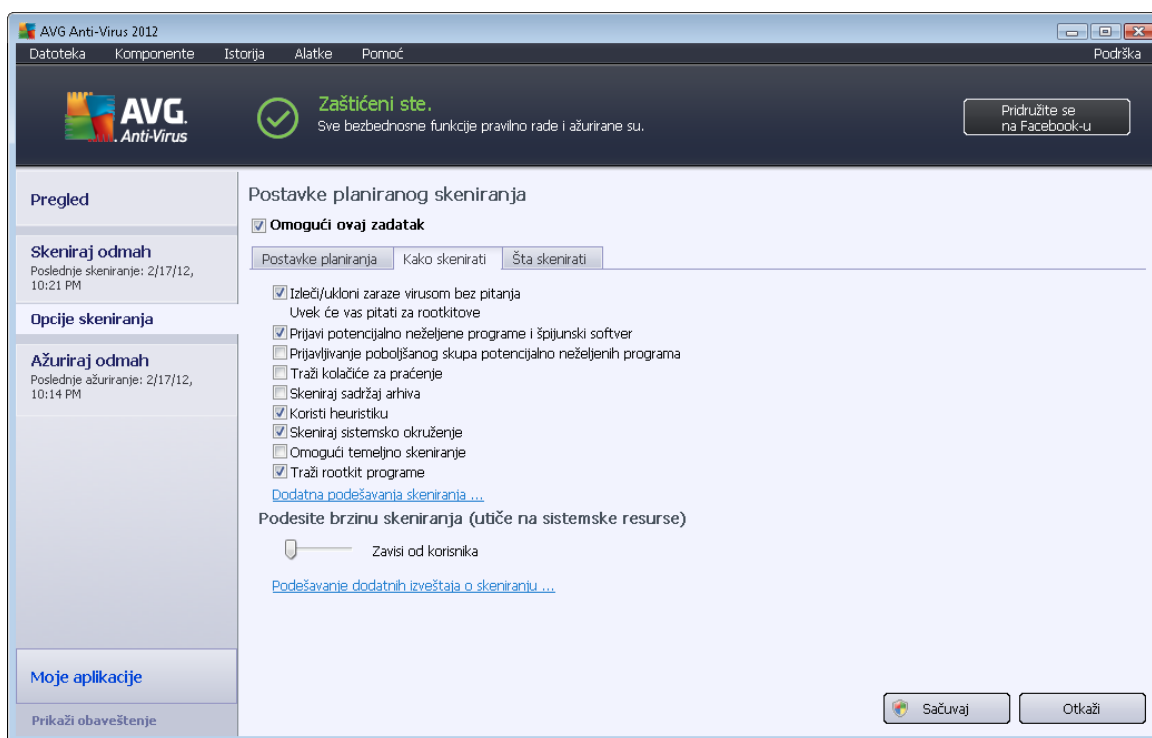 AVG Anti-Virus 2012
Datoteka Komponente Istorija Alatke Pomoć Podrška
AVG.
Anti-Virus
Zaštićeni ste.
Sve bezbednosne funkcije pravilno rade i ažurirane su.
Pridružite se
na Facebook-u
Pregled
Skeniraj odmah
Poslednje skeniranje: 2/17/12,
10:21 PM
Opcije skeniranja
Ažuriraj odmah
Poslednje ažuriranje: 2/17/12,
10:14 PM
Moje aplikacije
Prikaži obaveštenje
Postavke planiranog skeniranja
Omogući ovaj zadatak
Postavke planiranja Kako skenirati Šta skenirati
Izleči/ukloni zaraze virusom bez pitanja
Uvek će vas pitati za rootkitove
Prijavi potencijalno neželjene programe i špijunski softver
Prijavljivanje poboljšanog skupa potencijalno neželjenih programa
Traži kolačiće za praćenje
Skeniraj sadržaj arhiva
Koristi heuristiku
Skeniraj sistemsko okruženje
Omogući temeljno skeniranje
Traži rootkit programe
Dodatna podešavanja skeniranja ...
Podesite brzinu skeniranja (utiče na sistemske resurse)
Zavisi od korisnika
Podešavanje dodatnih izveštaja o skeniranju ...
Sačuvaj Otkaži